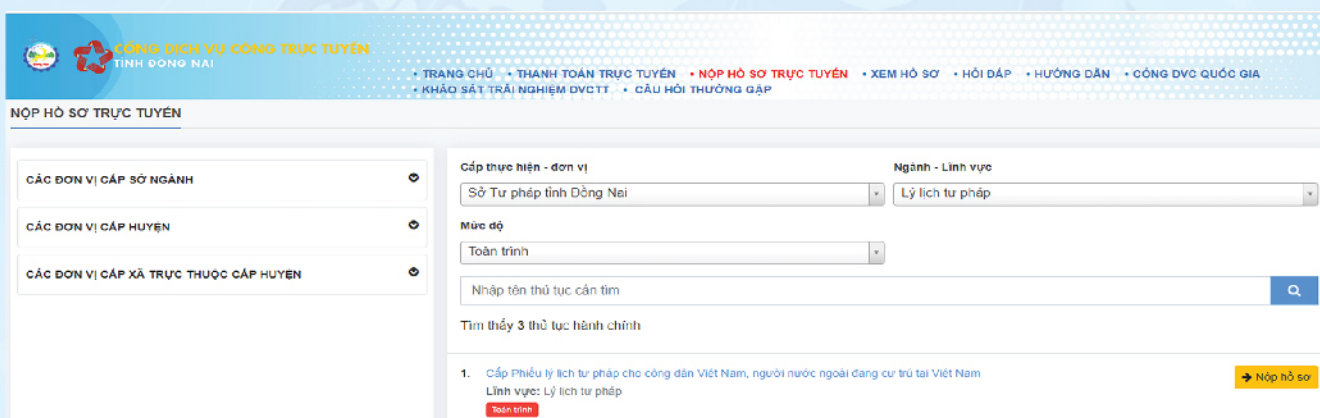 CỔNG DỊCH VỤ CÔNG TRỰC TUYẾN
TỈNH ĐỒNG NAI
• TRANG CHỦ • THANH TOÁN TRỰC TUYẾN • NỘP HỒ SƠ TRỰC TUYẾN • XEM HỒ SƠ • HỎI ĐÁP • HƯỚNG DẪN • CỔNG DVC QUỐC GIA
• KHẢO SÁT TRẢI NGHIỆM DVCTT • CÂU HỎI THƯỜNG GẶP
NỘP HỒ SƠ TRỰC TUYẾN
CÁC ĐƠN VỊ CẤP SỞ NGÀNH
CÁC ĐƠN VỊ CẤP HUYỆN
CÁC ĐƠN VỊ CẤP XÃ TRỰC THUỘC CẤP HUYỆN
Cấp thực hiện - đơn vị
Ngành - Lĩnh vực
Sở Tư pháp tỉnh Đồng Nai
Lý lịch tư pháp
Mức độ
Toàn trình
Nhập tên thủ tục cần tìm
Tìm thấy 3 thủ tục hành chính
1. Cấp Phiếu lý lịch tư pháp cho công dân Việt Nam, người nước ngoài đang cư trú tại Việt Nam
Nộp hồ sơ
Lĩnh vực: Lý lịch tư pháp
Toàn trình